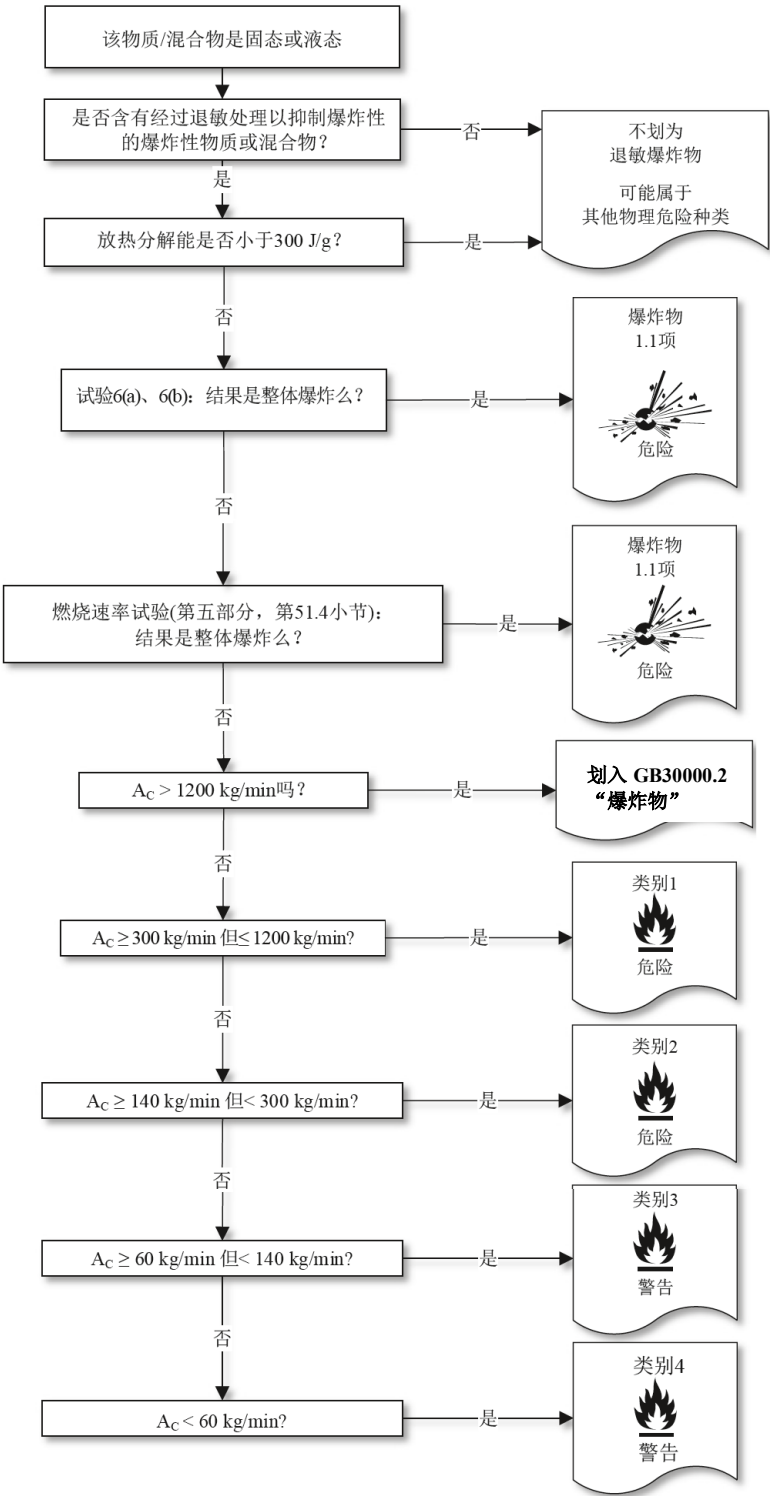 该物质/混合物是固态或液态
是否含有经过退敏处理以抑制爆炸性
的爆炸性物质或混合物？
否
不划为
退敏爆炸物
可能属于
其他物理危险种类
是
放热分解能是否小于300 J/g？
是
否
爆炸物
1.1项
危险
试验6(a)、6(b)：结果是整体爆炸么？
是
否
爆炸物
1.1项
危险
燃烧速率试验(第五部分，第51.4小节)：
结果是整体爆炸么？
是
否
划入 GB30000.2
“爆炸物”
AC > 1200 kg/min吗？
是
否
类别1
危险
AC ≥ 300 kg/min 但≤ 1200 kg/min?
是
否
类别2
危险
AC ≥ 140 kg/min 但< 300 kg/min?
是
否
类别3
警告
AC ≥ 60 kg/min 但< 140 kg/min?
是
否
类别4
警告
AC < 60 kg/min?
是